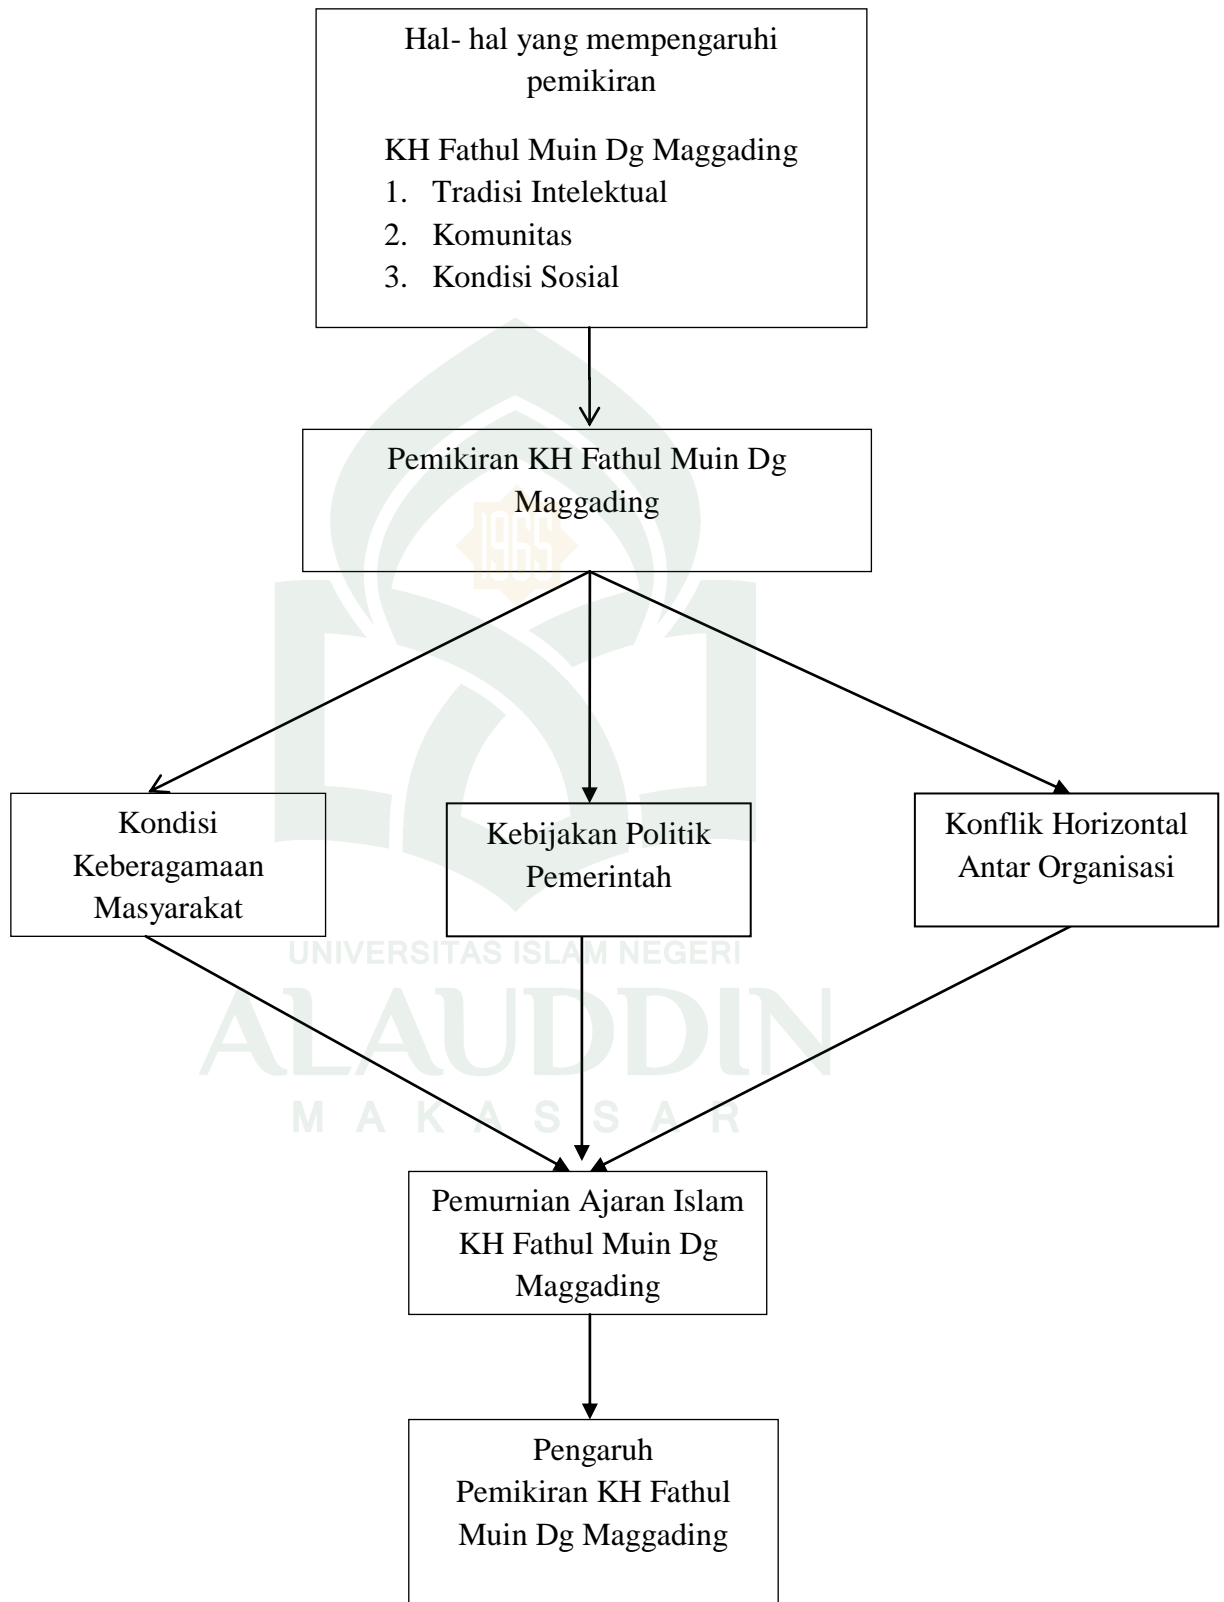 Hal- hal yang mempengaruhi
pemikiran
KH Fathul Muin Dg Maggading
1. Tradisi Intelektual
2. Komunitas
3. Kondisi Sosial
Pemikiran KH Fathul Muin Dg
Maggading
1965
Kondisi
Keberagamaan
Masyarakat
Kebijakan Politik
Pemerintah
Konflik Horizontal
Antar Organisasi
UNIVERSITAS ISLAM NEGERI
ALAUDDIN
MAKASSAR
Pemurnian Ajaran Islam
KH Fathul Muin Dg
Maggading
Pengaruh
Pemikiran KH Fathul
Muin Dg Maggading